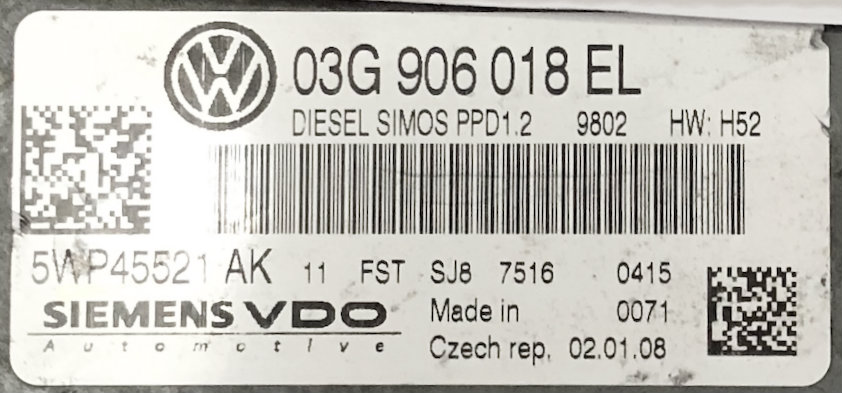 03G 906 018 EL
DIESEL SIMOS PPD1.2 9802 HW: H52
5WP45521 AK 11 FST SJ8 7516 0415
SIEMENS VDO Made in 0071
Automotive Czech rep. 02.01.08